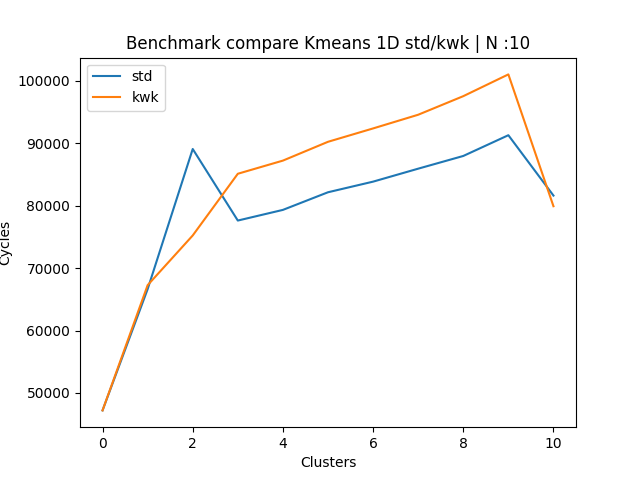 Benchmark compare Kmeans 1D std/kwk | N :10
std
kwk
100000
90000
80000
70000
60000
50000
Cycles
0 2 4 6 8 10
Clusters